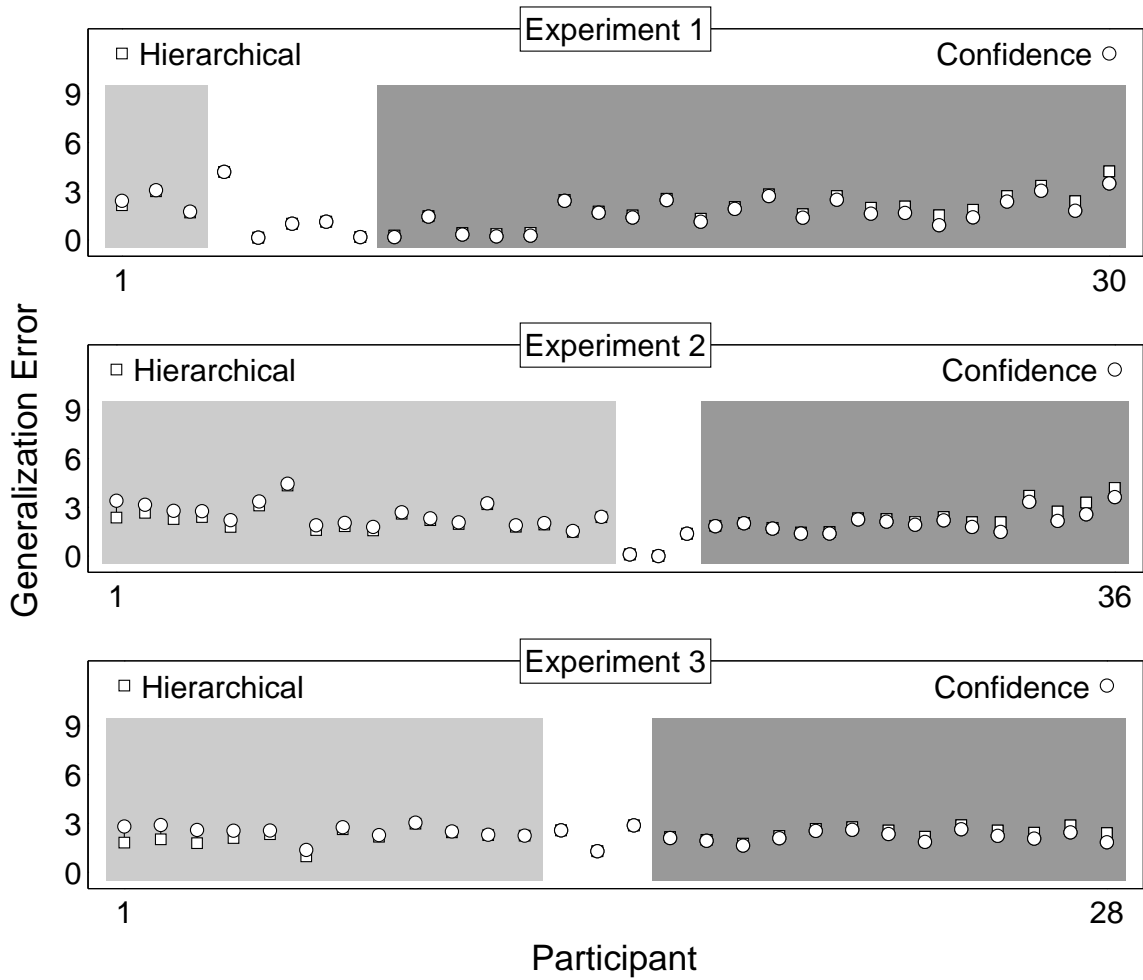 Experiment 1
Hierarchical Confidence
9
6
3
0
1 30
Experiment 2
Hierarchical Confidence
9
6
3
0
1 36
Experiment 3
Hierarchical Confidence
9
6
3
0
1 28
Generalization Error
Participant